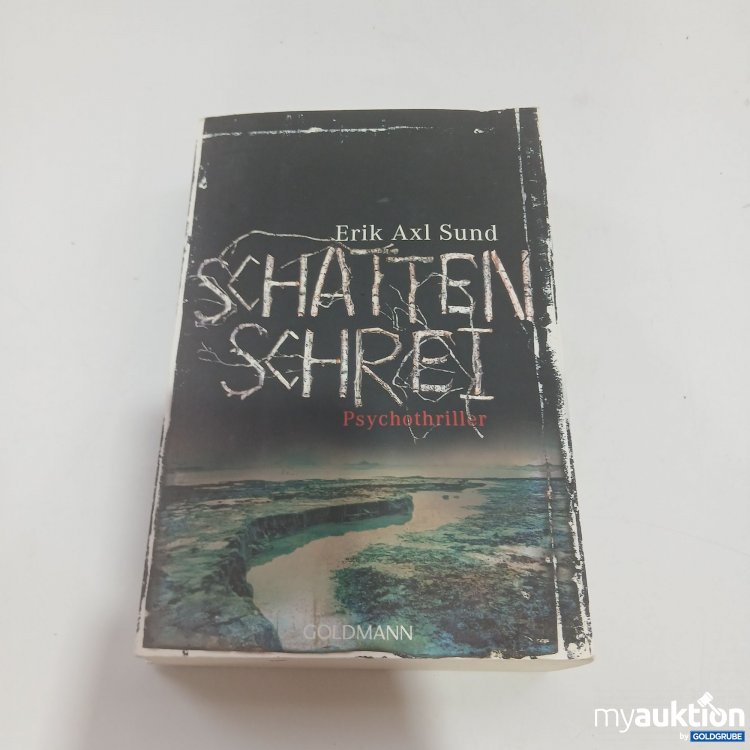 Erik Axl Sund
SCHATTEN
SCHREI
Psychothriller
GOLDMANN
myauktion
by GOLDGRUBE